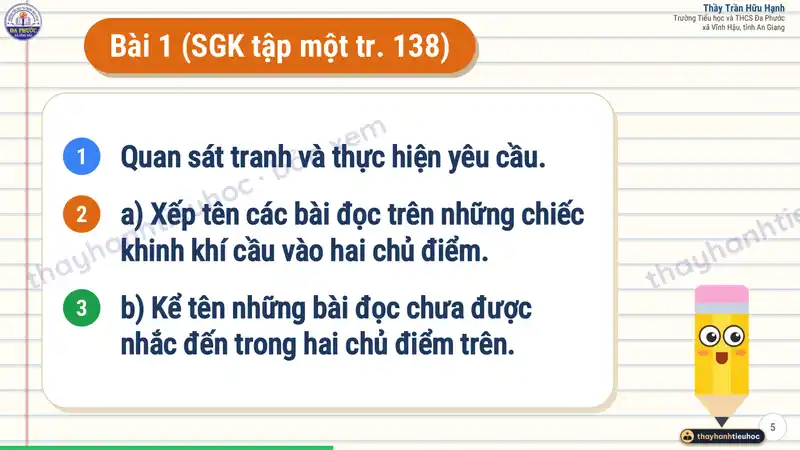 ĐA PHƯỚC
Thầy Trần Hữu Hạnh
Trường Tiểu học và THCS Đa Phước
xã Vĩnh Hậu, tỉnh An Giang
Bài 1 (SGK tập một tr. 138)
1 Quan sát tranh và thực hiện yêu cầu.
2 a) Xếp tên các bài đọc trên những chiếc
khinh khí cầu vào hai chủ điểm.
3 b) Kể tên những bài đọc chưa được
nhắc đến trong hai chủ điểm trên.
5
thayhanhtieuhoc